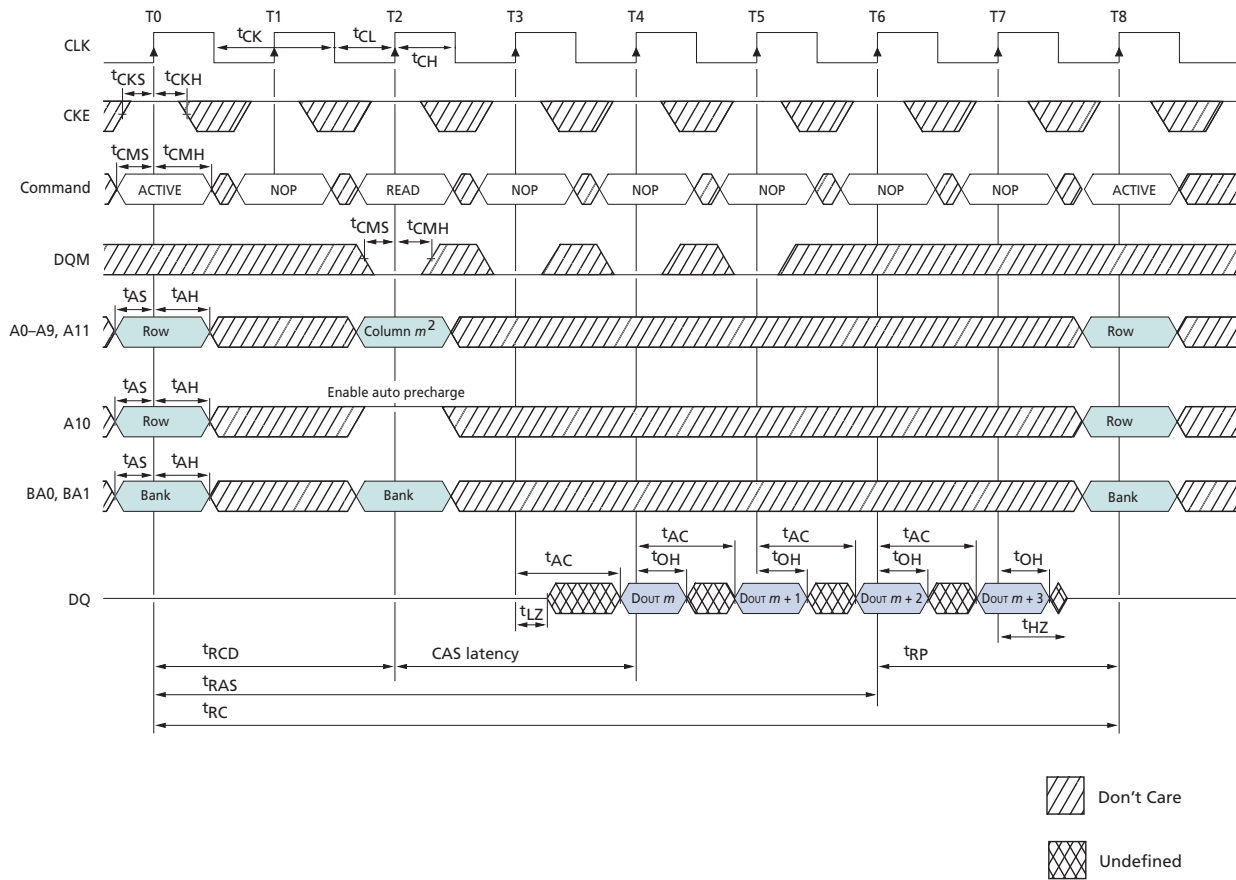 T0 T1 T2 T3 T4 T5 T6 T7 T8
CLK
tCK tCL
tCH
tCKS tCKH
CKE
tCMS tCMH
Command ACTIVE NOP READ NOP NOP NOP NOP NOP ACTIVE
tCMS tCMH
DQM
tAS tAH
A0–A9, A11 Row Column m2 Row
tAS tAH Enable auto precharge
A10 Row Row
tAS tAH
BA0, BA1 Bank Bank Bank
tAC tAC tAC
tAC tOH tOH tOH tOH
DQ DOUT m DOUT m + 1 DOUT m + 2 DOUT m + 3
tLZ tHZ
tRCD CAS latency tRP
tRAS
tRC
Don't Care
Undefined